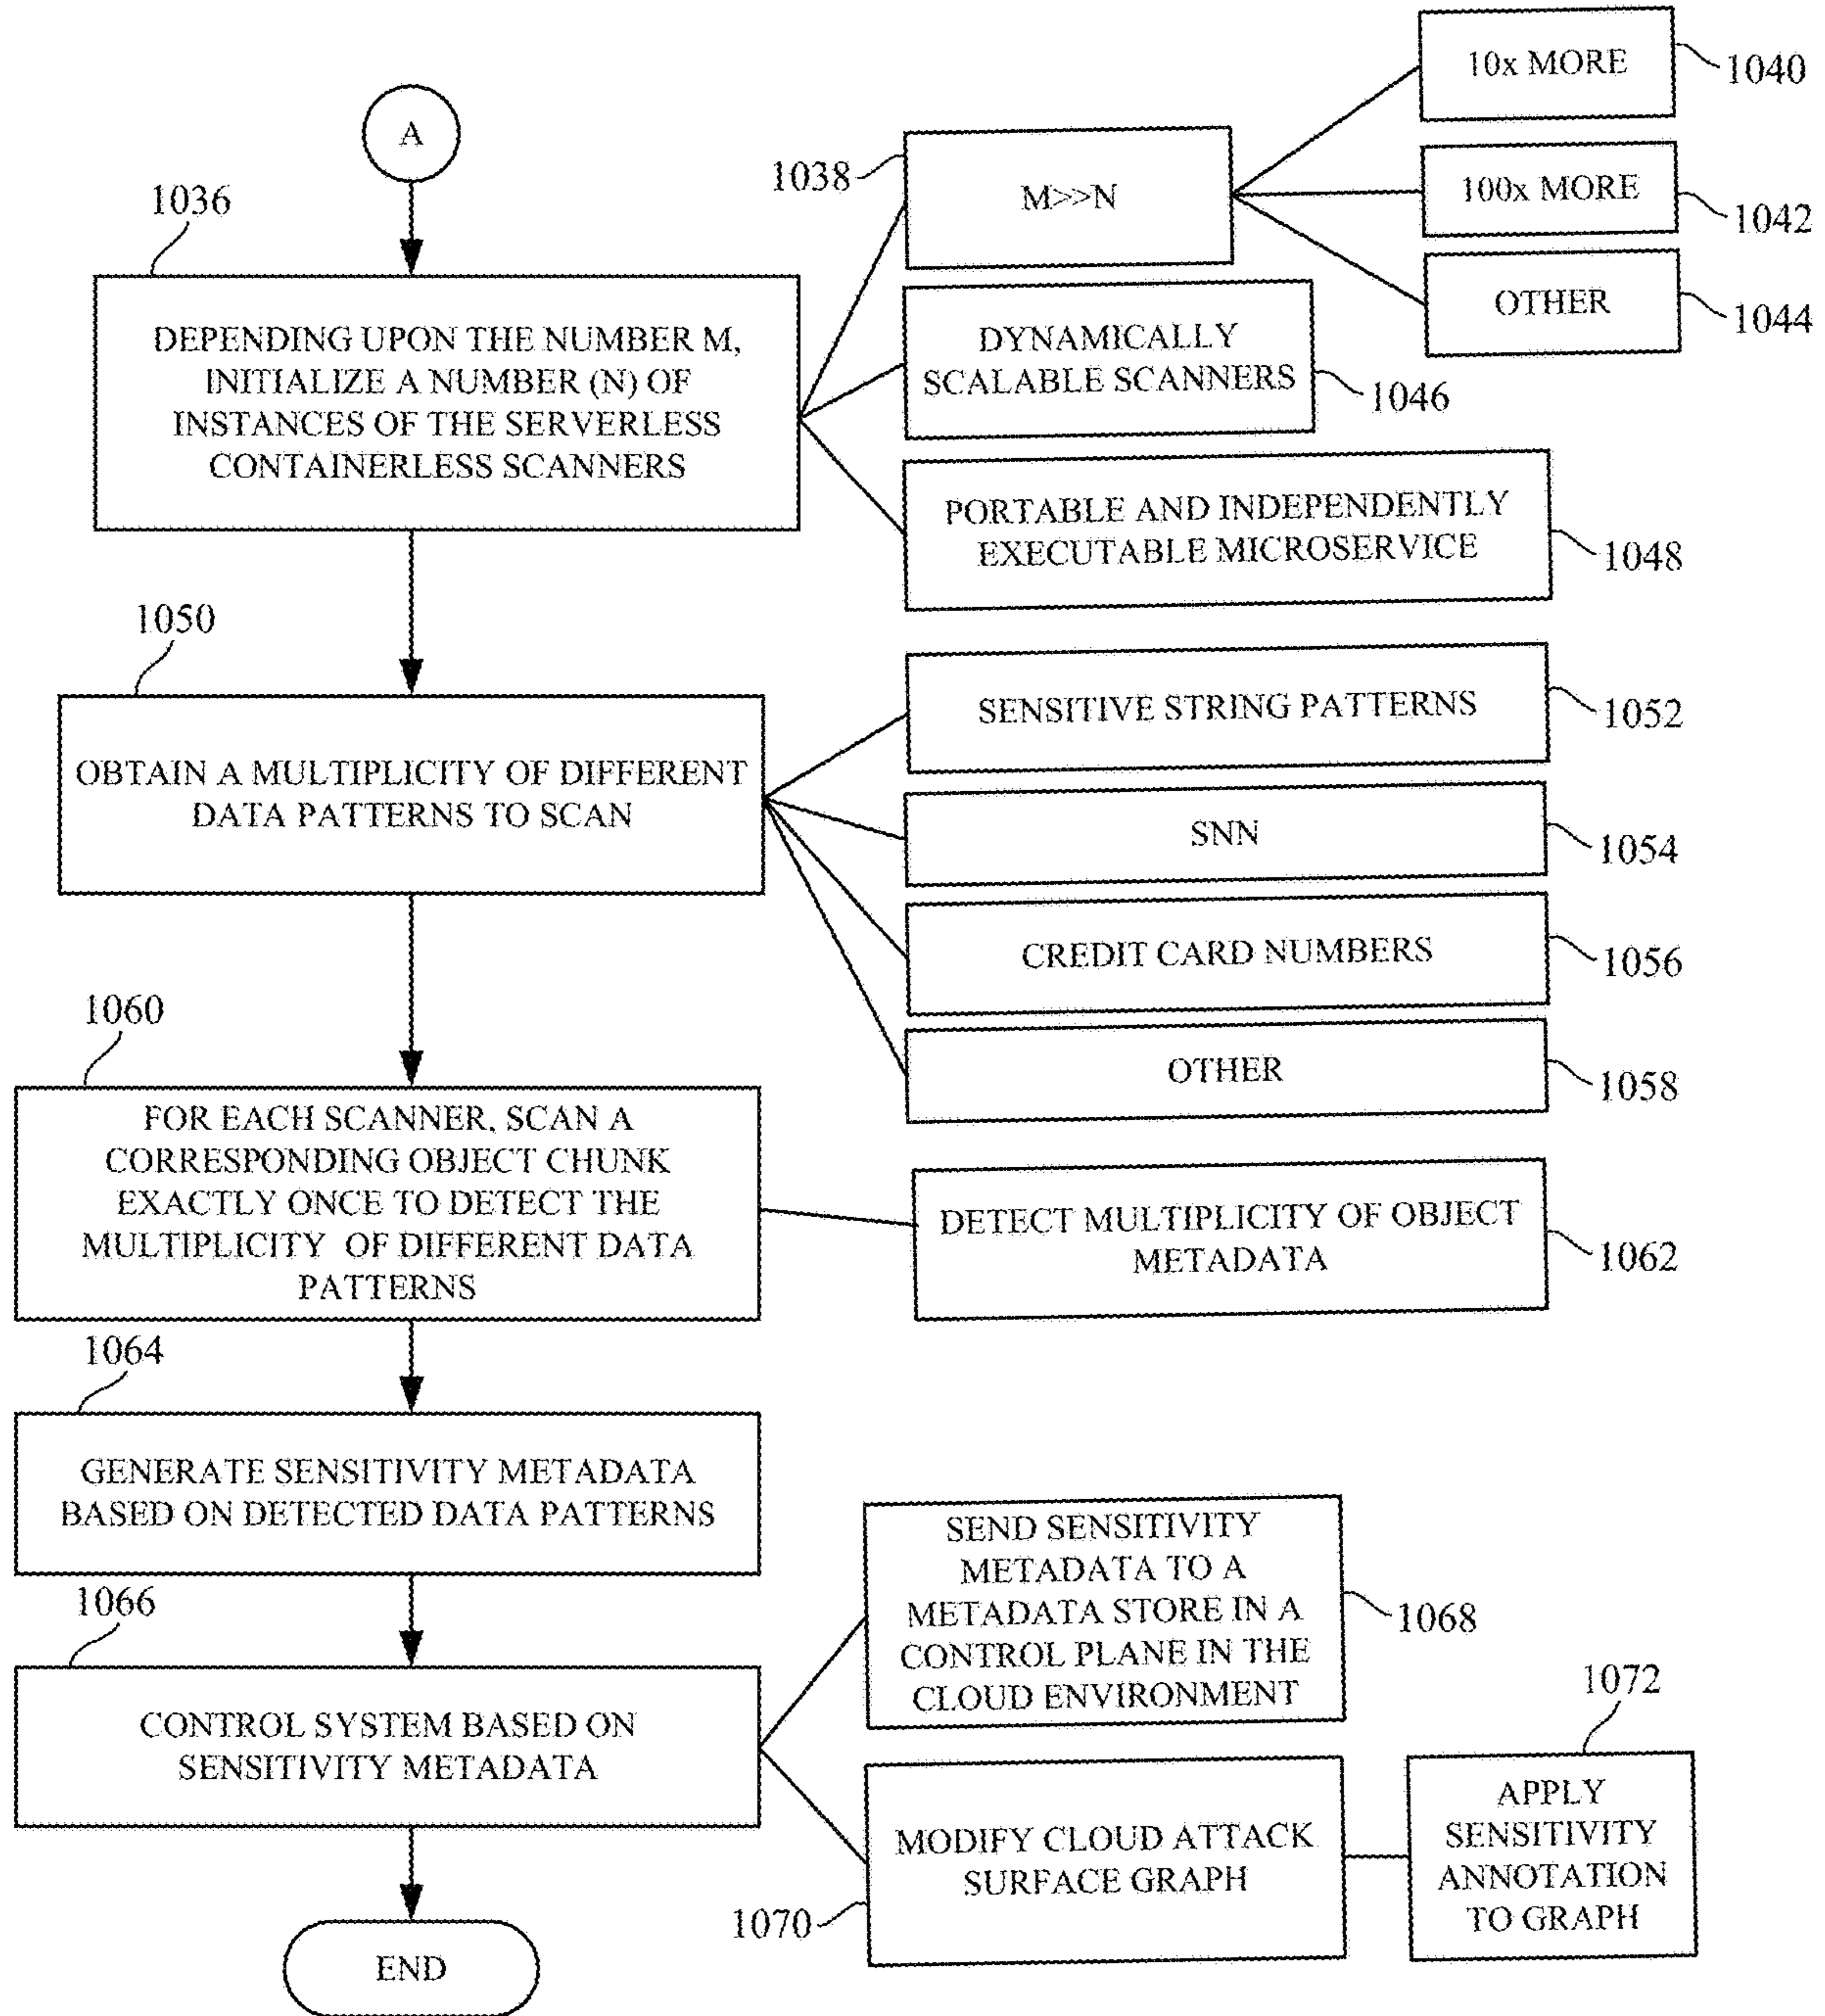 A
1036
DEPENDING UPON THE NUMBER M,
INITIALIZE A NUMBER (N) OF
INSTANCES OF THE SERVERLESS
CONTAINERLESS SCANNERS
1038
M>>N
10x MORE
1040
100x MORE
1042
OTHER
1044
DYNAMICALLY
SCALABLE SCANNERS
1046
PORTABLE AND INDEPENDENTLY
EXECUTABLE MICROSERVICE
1048
1050
OBTAIN A MULTIPLICITY OF DIFFERENT
DATA PATTERNS TO SCAN
SENSITIVE STRING PATTERNS
1052
SNN
1054
CREDIT CARD NUMBERS
1056
OTHER
1058
1060
FOR EACH SCANNER, SCAN A
CORRESPONDING OBJECT CHUNK
EXACTLY ONCE TO DETECT THE
MULTIPLICITY OF DIFFERENT DATA
PATTERNS
DETECT MULTIPLICITY OF OBJECT
METADATA
1062
1064
GENERATE SENSITIVITY METADATA
BASED ON DETECTED DATA PATTERNS
1066
CONTROL SYSTEM BASED ON
SENSITIVITY METADATA
SEND SENSITIVITY
METADATA TO A
METADATA STORE IN A
CONTROL PLANE IN THE
CLOUD ENVIRONMENT
1068
MODIFY CLOUD ATTACK
SURFACE GRAPH
1070
1072
APPLY
SENSITIVITY
ANNOTATION
TO GRAPH
END